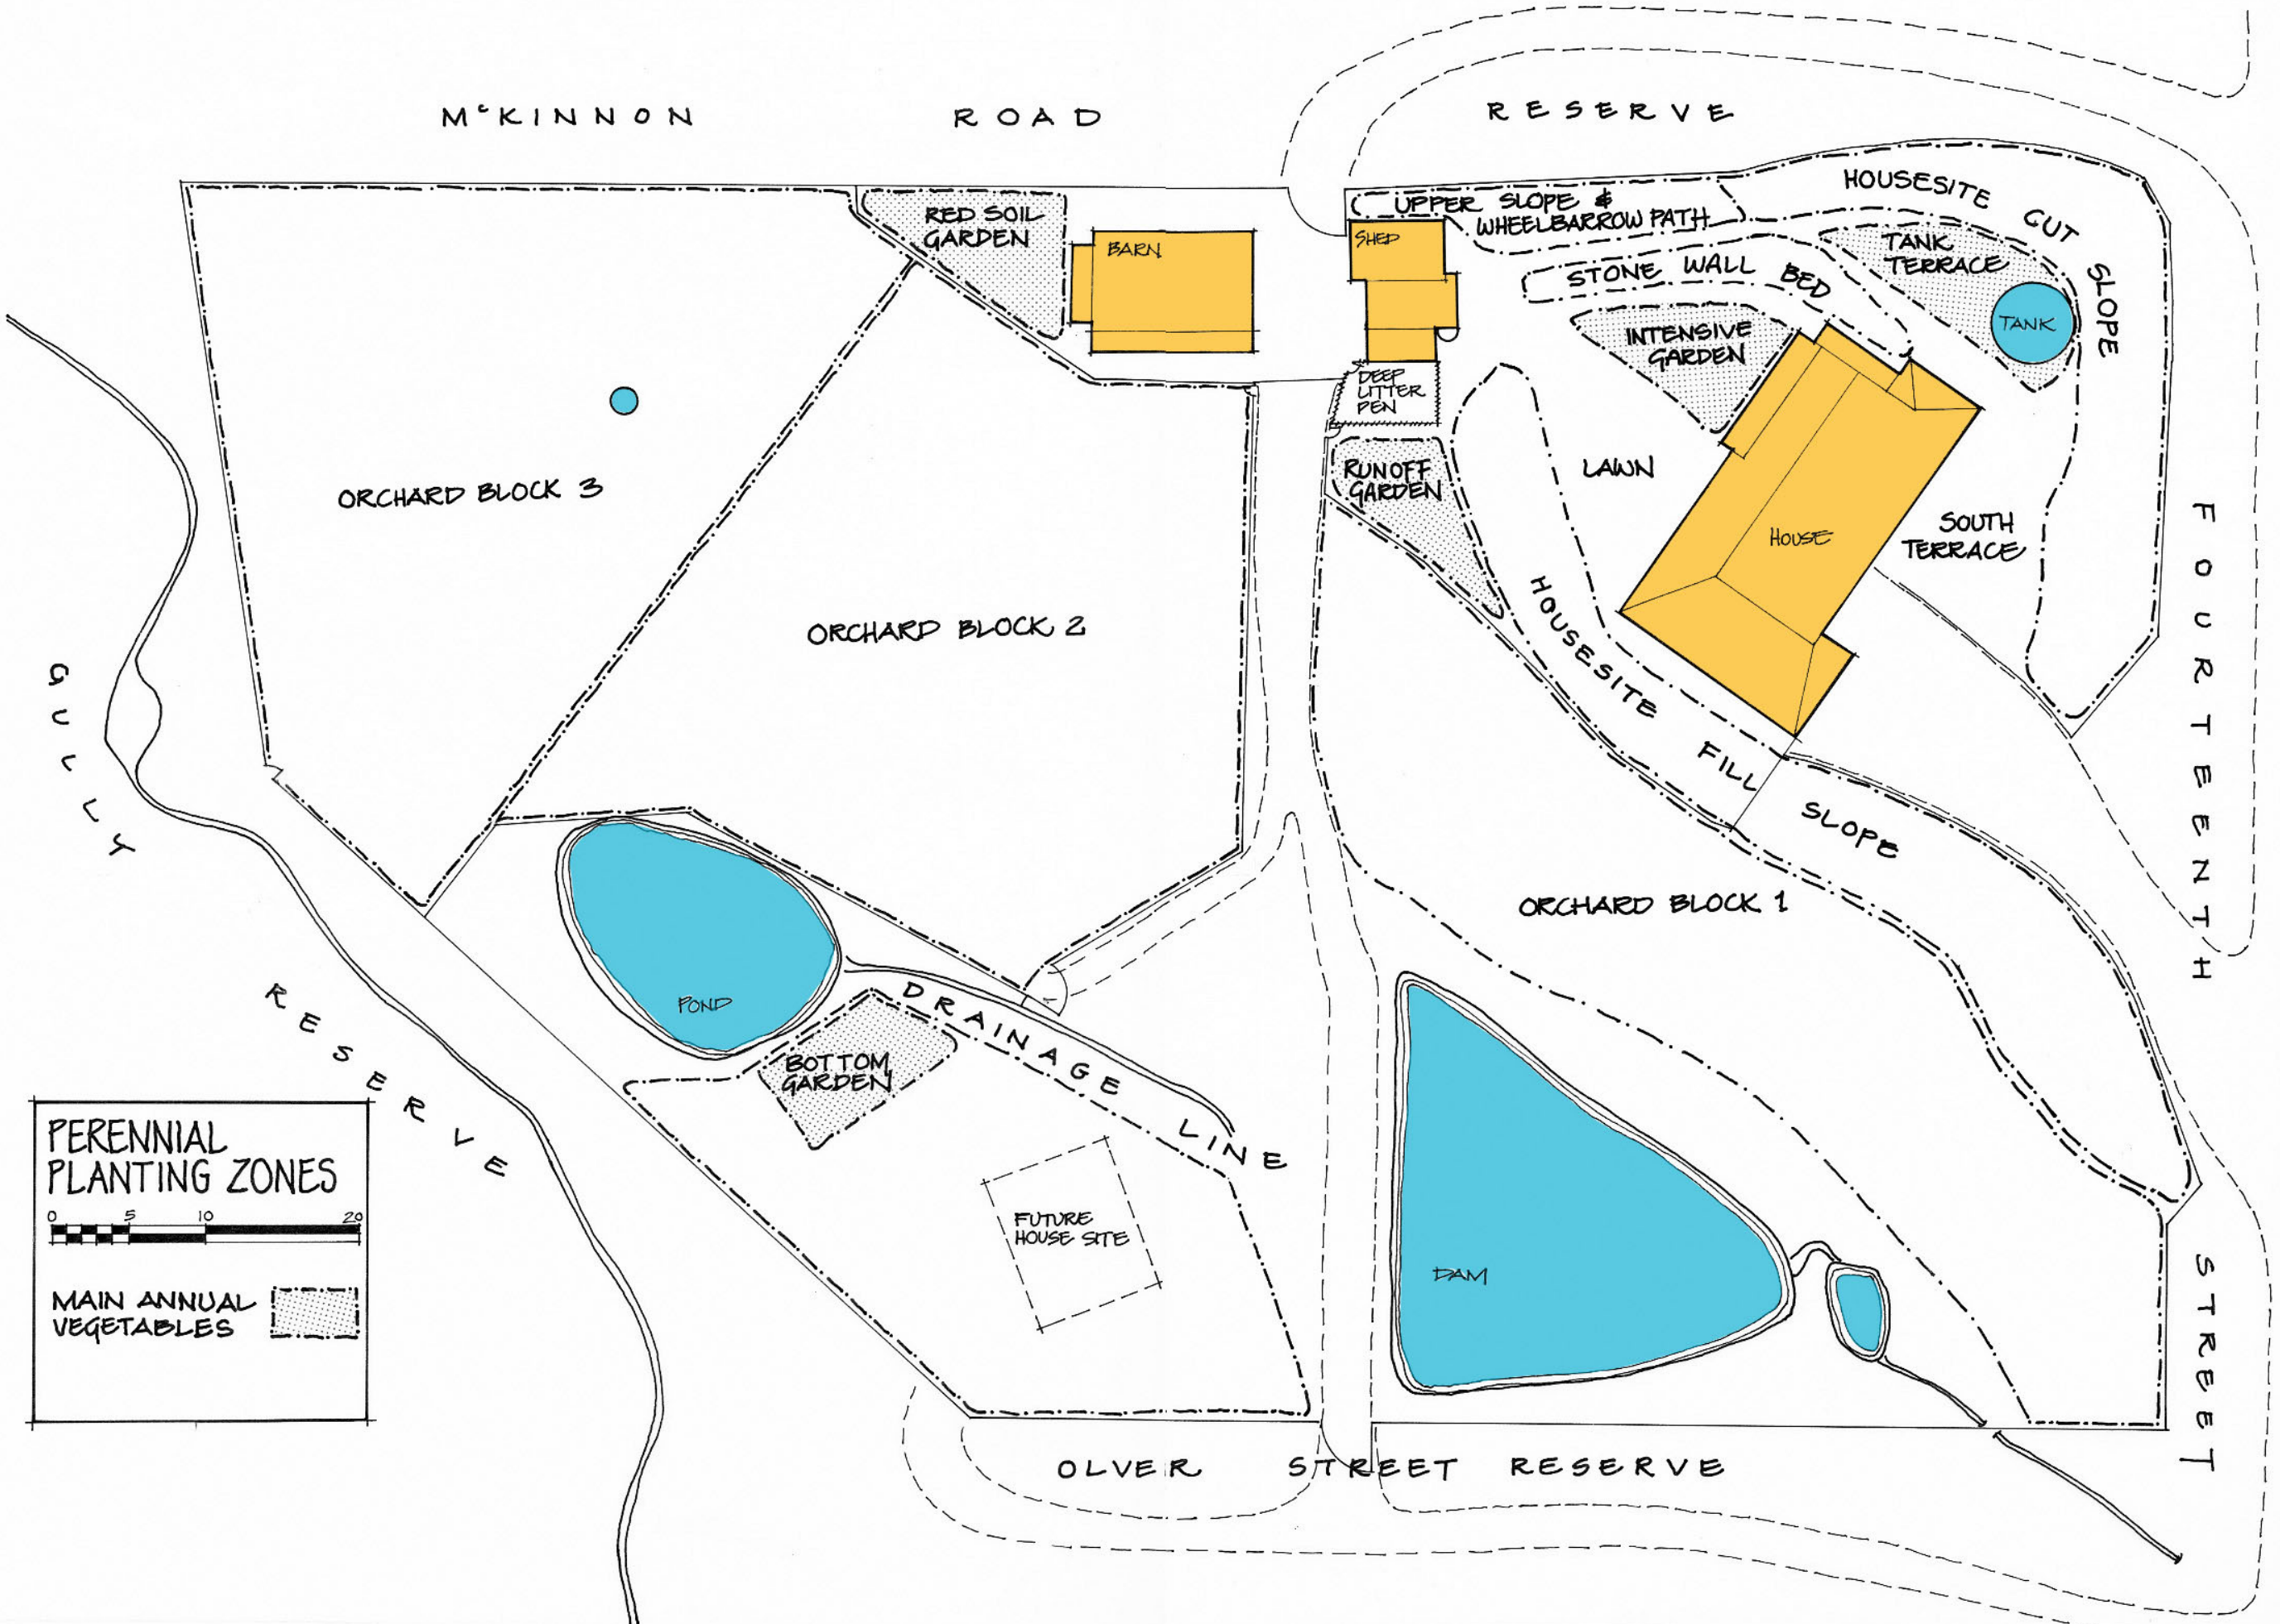 McKINNON ROAD RESERVE
UPPER SLOPE &
WHEELBARROW PATH
HOUSESITE CUT SLOPE
RED SOIL
GARDEN
BARN
SHED
STONE WALL BED
TANK
TERRACE
TANK
INTENSIVE
GARDEN
DEEP
LITTER
PEN
RUNOFF
GARDEN
LAWN
HOUSE
SOUTH
TERRACE
ORCHARD BLOCK 3
ORCHARD BLOCK 2
HOUSESITE FILL SLOPE
ORCHARD BLOCK 1
FOURTEENTH STREET
GULLY RESERVE
POND
BOTTOM
GARDEN
DRAINAGE LINE
FUTURE
HOUSE SITE
DAM
OLVER STREET RESERVE
PERENNIAL
PLANTING ZONES
0 5 10 20
MAIN ANNUAL
VEGETABLES